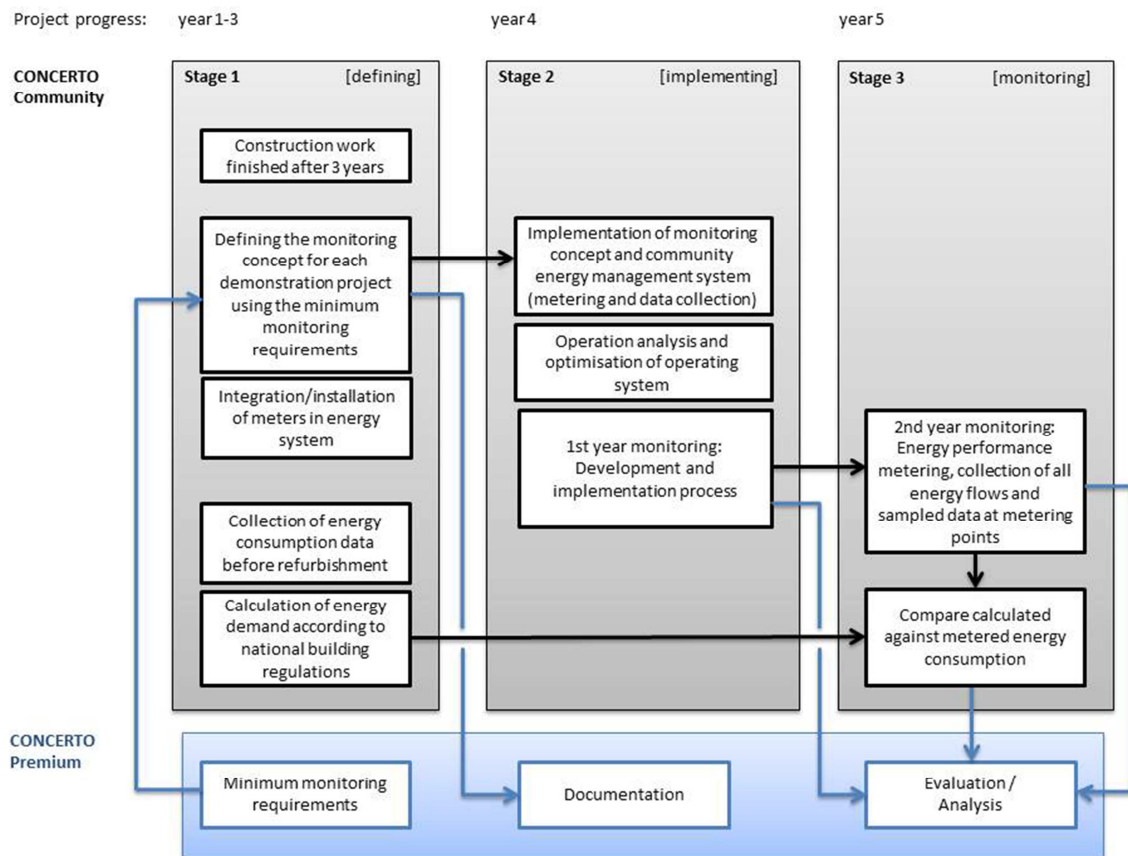 Project progress: year 1-3 year 4 year 5
CONCERTO
Community
Stage 1 [defining]
Construction work
finished after 3 years
Defining the monitoring
concept for each
demonstration project
using the minimum
monitoring
requirements
Integration/installation
of meters in energy
system
Collection of energy
consumption data
before refurbishment
Calculation of energy
demand according to
national building
regulations
Stage 2 [implementing]
Implementation of monitoring
concept and community
energy management system
(metering and data collection)
Operation analysis and
optimisation of operating
system
1st year monitoring:
Development and
implementation process
Stage 3 [monitoring]
2nd year monitoring:
Energy performance
metering, collection of all
energy flows and
sampled data at metering
points
Compare calculated
against metered energy
consumption
CONCERTO
Premium
Minimum monitoring
requirements
Documentation
Evaluation /
Analysis